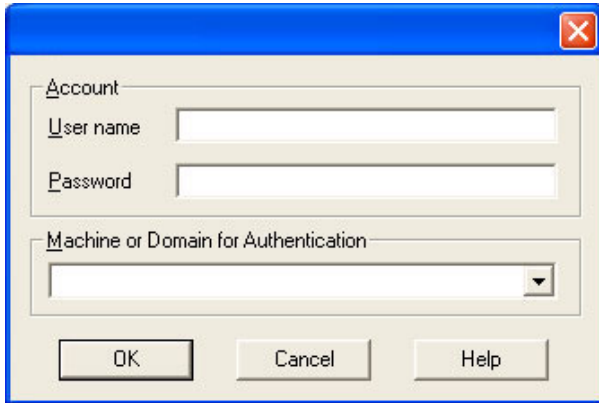 Account
User name
Password
Machine or Domain for Authentication
OK Cancel Help